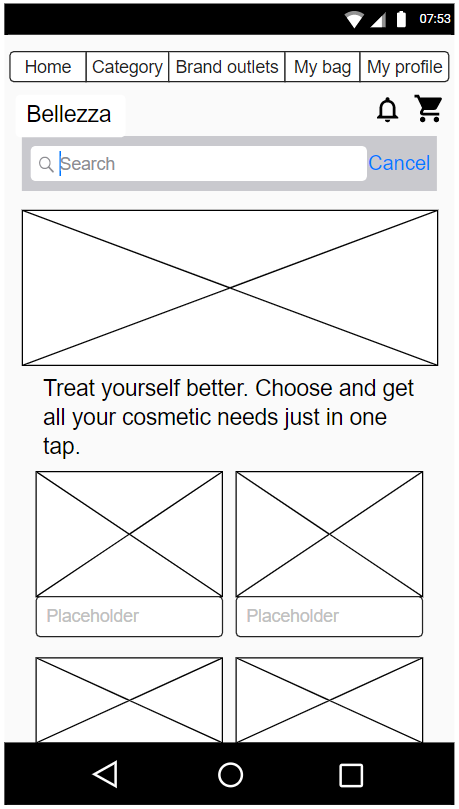 07:53
Home Category Brand outlets My bag My profile
Bellezza
Search Cancel
Treat yourself better. Choose and get
all your cosmetic needs just in one
tap.
Placeholder Placeholder